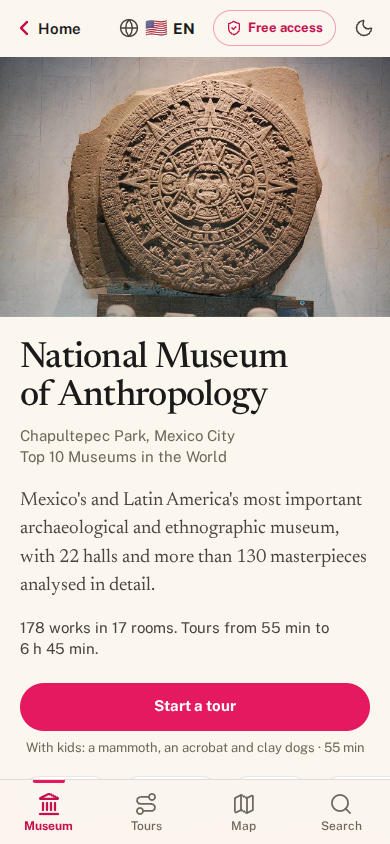 Home
EN
Free access
National Museum
of Anthropology
Chapultepec Park, Mexico City
Top 10 Museums in the World
Mexico's and Latin America's most important
archaeological and ethnographic museum,
with 22 halls and more than 130 masterpieces
analysed in detail.
178 works in 17 rooms. Tours from 55 min to
6 h 45 min.
Start a tour
With kids: a mammoth, an acrobat and clay dogs · 55 min
Museum
Tours
Map
Search